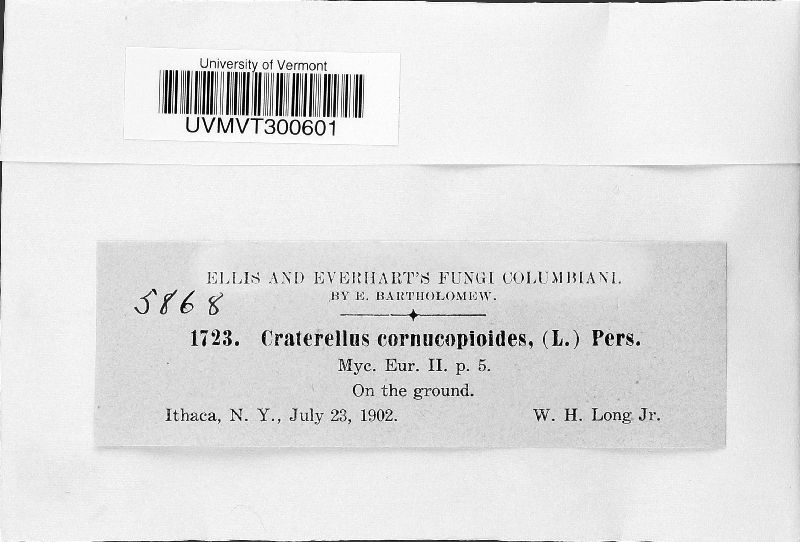 University of Vermont
UVMVT300601
ELLIS AND EVERHART'S FUNGI COLUMBIANI.
BY E. BARTHOLOMEW.
5868
1723. Craterellus cornucopioides, (L.) Pers.
Myc. Eur. II. p. 5.
On the ground.
Ithaca, N. Y., July 23, 1902. W. H. Long Jr.